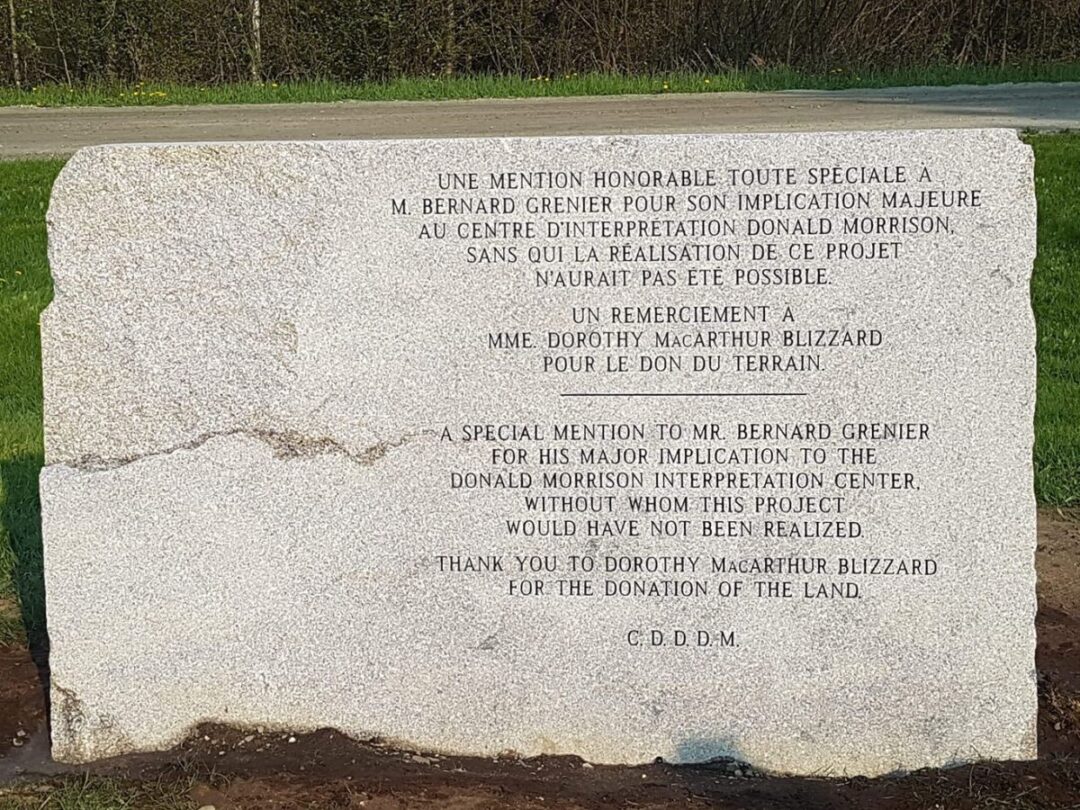 UNE MENTION HONORABLE TOUTE SPÉCIALE À
M. BERNARD GRENIER POUR SON IMPLICATION MAJEURE
AU CENTRE D'INTERPRÉTATION DONALD MORRISON,
SANS QUI LA RÉALISATION DE CE PROJET
N'AURAIT PAS ÉTÉ POSSIBLE.
UN REMERCIEMENT À
MME. DOROTHY MacARTHUR BLIZZARD
POUR LE DON DU TERRAIN.
A SPECIAL MENTION TO MR. BERNARD GRENIER
FOR HIS MAJOR IMPLICATION TO THE
DONALD MORRISON INTERPRETATION CENTER,
WITHOUT WHOM THIS PROJECT
WOULD HAVE NOT BEEN REALIZED.
THANK YOU TO DOROTHY MacARTHUR BLIZZARD
FOR THE DONATION OF THE LAND.
C. D. D. D. M.